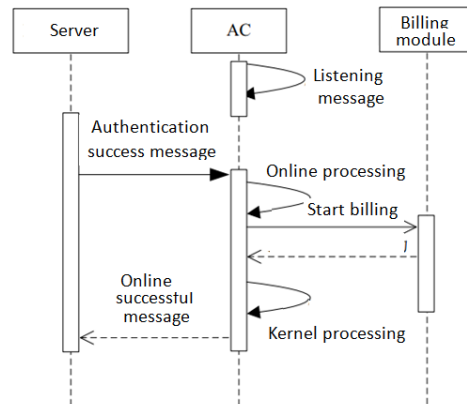 Server
AC
Billing
module
Listening
message
Authentication
success message
Online processing
Start billing
Online
successful
message
Kernel processing